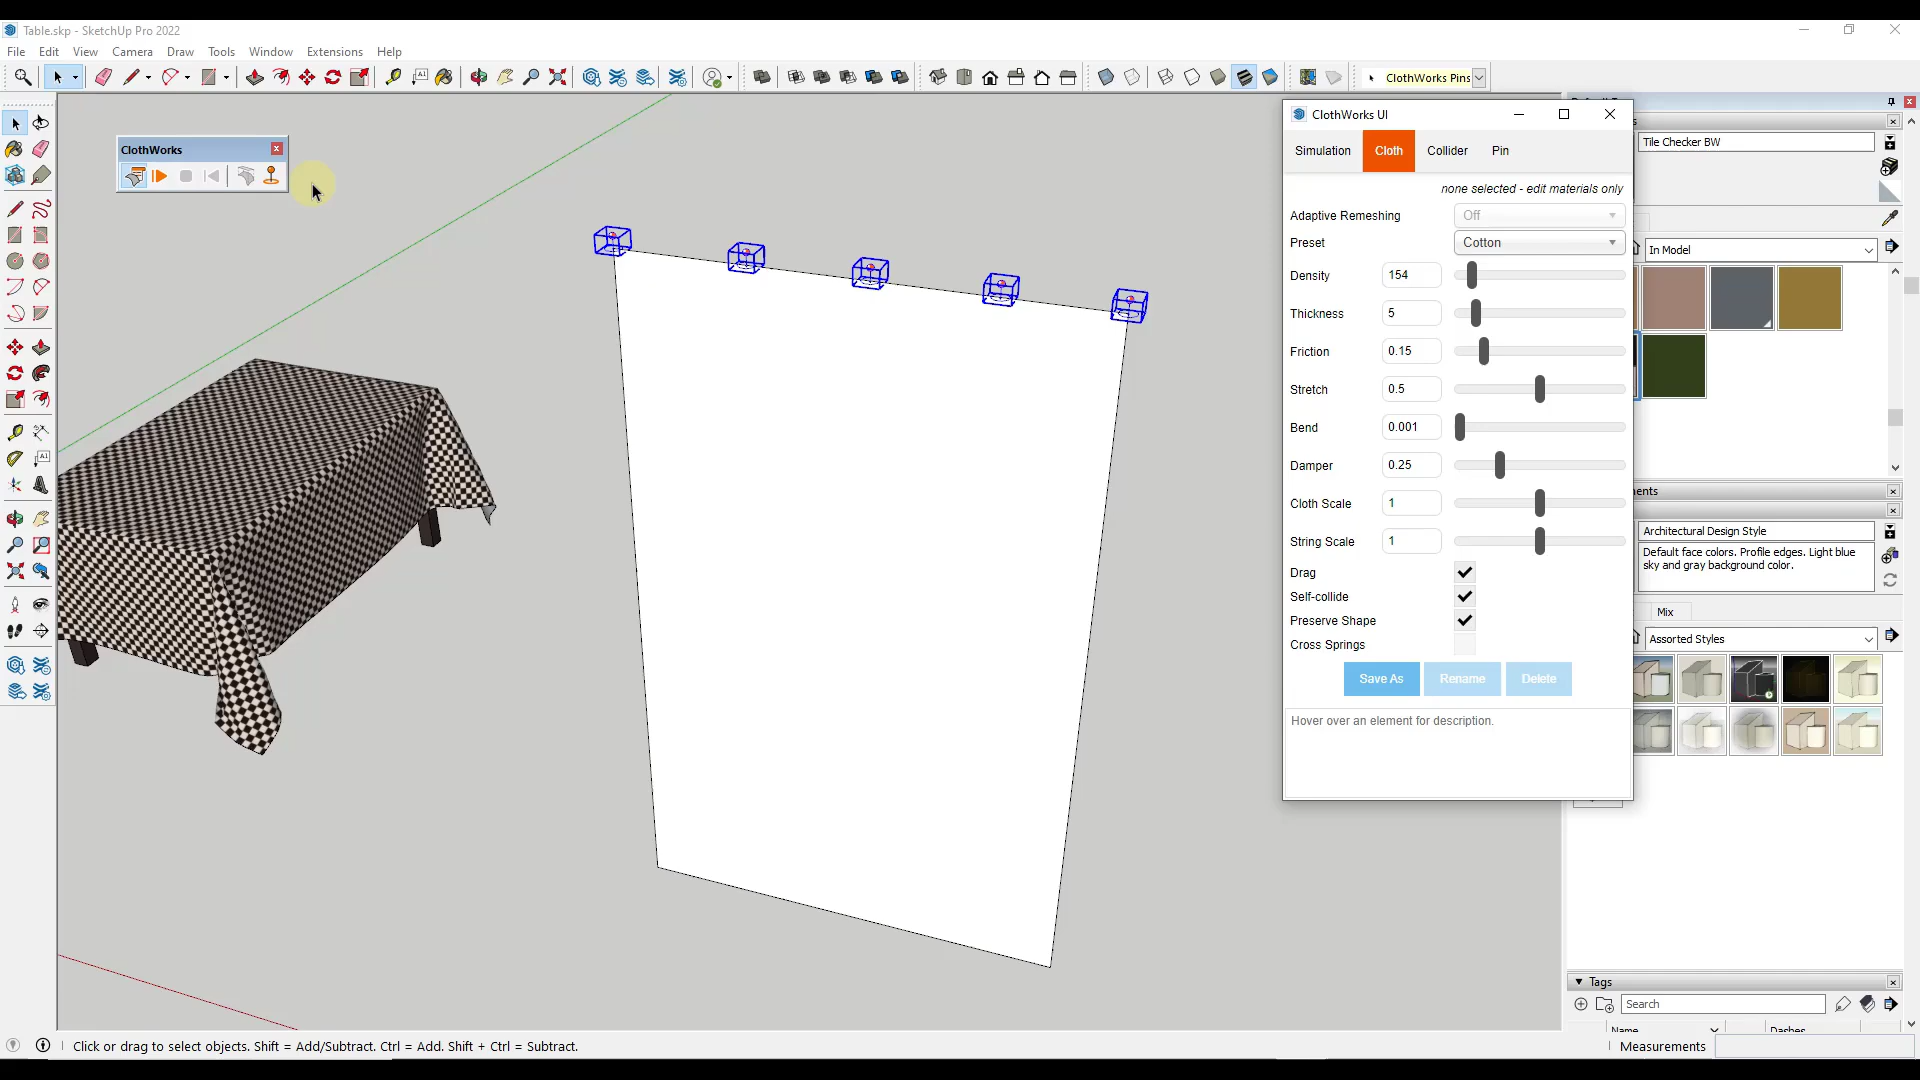 Table.skp - SketchUp Pro 2022
File Edit View Camera Draw Tools Window Extensions Help
ClothWorks Pins
ClothWorks
ClothWorks UI
Simulation
Cloth
Collider
Pin
none selected - edit materials only
Adaptive Remeshing Off
Preset Cotton
Density 154
Thickness 5
Friction 0.15
Stretch 0.5
Bend 0.001
Damper 0.25
Cloth Scale 1
String Scale 1
Drag
Self-collide
Preserve Shape
Cross Springs
Save As Rename Delete
Hover over an element for description.
Tile Checker BW
In Model
Architectural Design Style
Default face colors. Profile edges. Light blue
sky and gray background color.
Mix
Assorted Styles
Tags
Search
Name Dashes
Click or drag to select objects. Shift = Add/Subtract. Ctrl = Add. Shift + Ctrl = Subtract.
Measurements